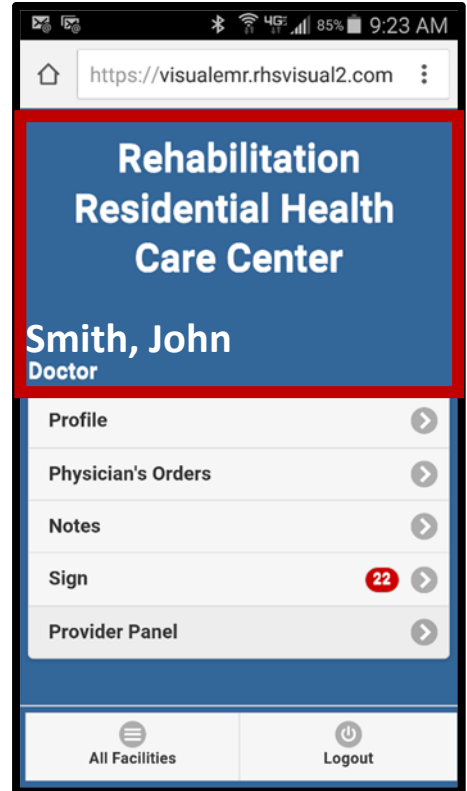 4G 85% 9:23 AM
https://visualemr.rhsvisual2.com
Rehabilitation
Residential Health
Care Center
Smith, John
Doctor
Profile
Physician's Orders
Notes
Sign 22
Provider Panel
All Facilities Logout